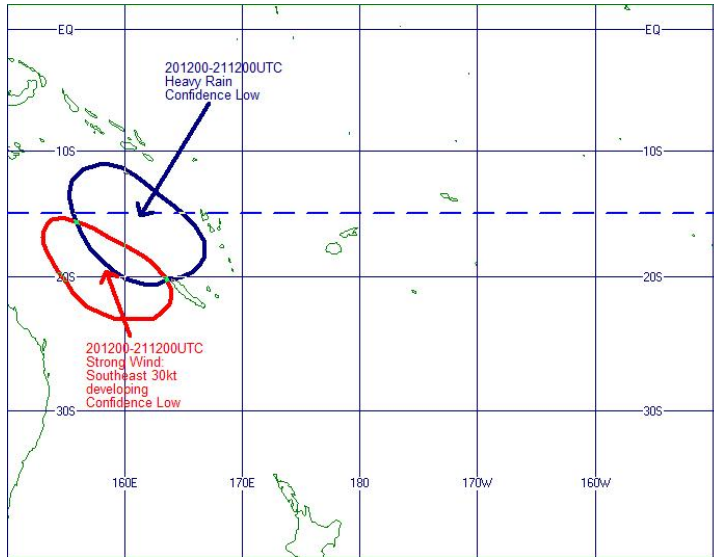 EQ
EQ
201200-211200UTC
Heavy Rain
Confidence Low
10S
10S
20S
20S
201200-211200UTC
Strong Wind:
Southeast 30kt
developing
Confidence Low
30S
30S
160E
170E
180
170W
160W